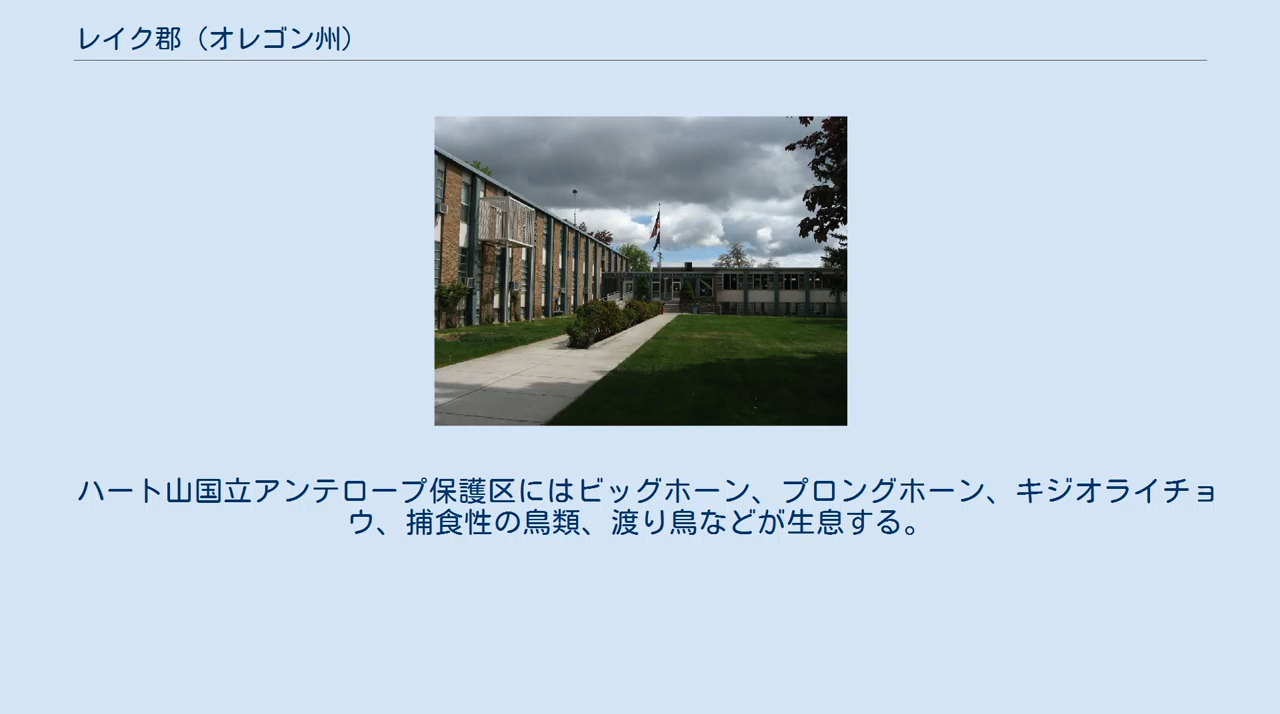 レイク郡（オレゴン州）
ハート山国立アンテロープ保護区にはビッグホーン、プロングホーン、キジオライチョ
ウ、捕食性の鳥類、渡り鳥などが生息する。